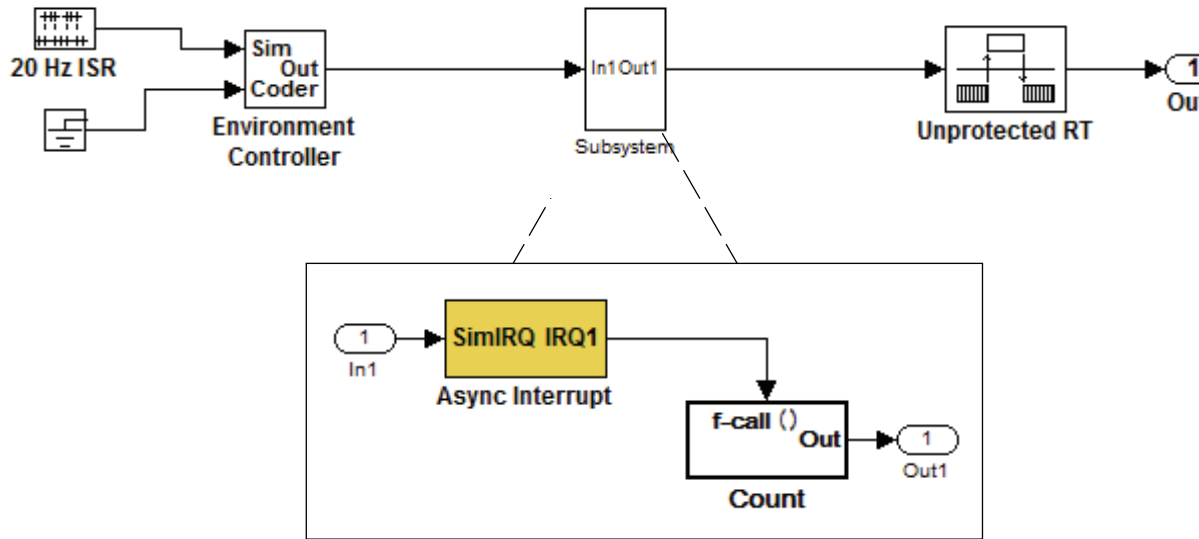 20 Hz ISR
Sim
Out
Coder
Environment
Controller
In1 Out1
Subsystem
Unprotected RT
1
Ou
1
In1
SimIRQ IRQ1
Async Interrupt
f-call ()
Out
Count
1
Out1